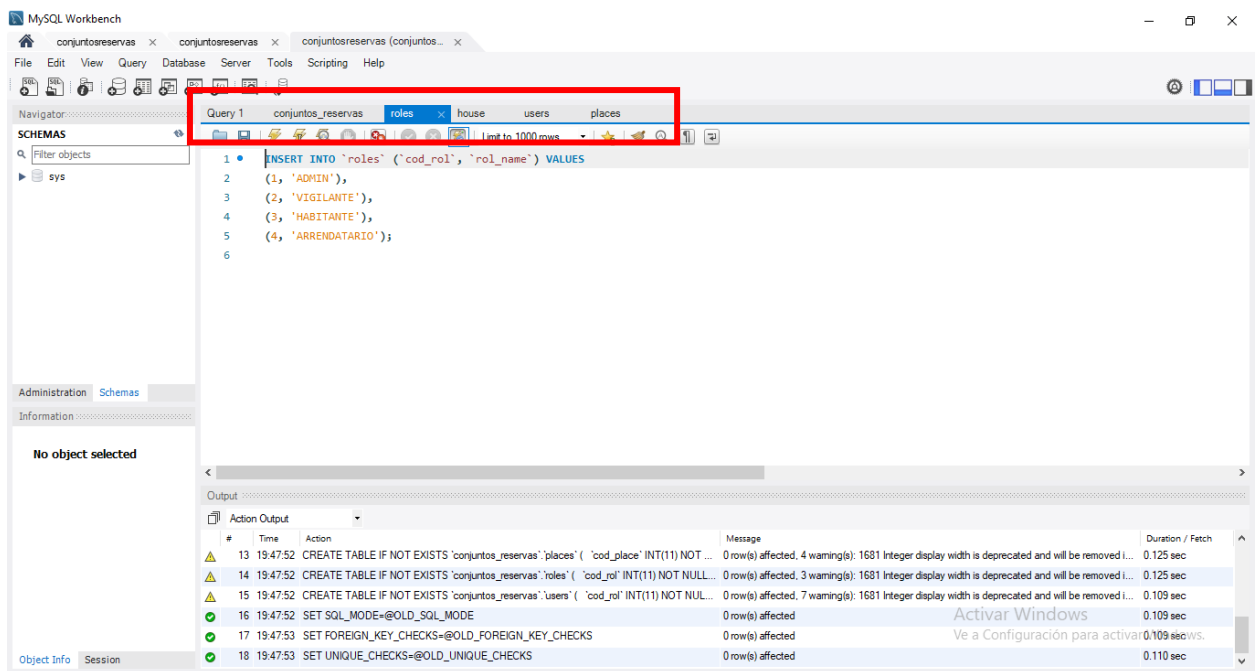 MySQL Workbench
conjuntosreservas conjuntosreservas conjuntosreservas (conjuntos...
File Edit View Query Database Server Tools Scripting Help
Navigator Query 1 conjuntos_reservas roles house users places
SCHEMAS
Limit to 1000 rows
Filter objects
sys
1 INSERT INTO `roles` (`cod_rol`, `rol_name`) VALUES
2 (1, 'ADMIN'),
3 (2, 'VIGILANTE'),
4 (3, 'HABITANTE'),
5 (4, 'ARRENDATARIO');
6
Administration Schemas
Information
No object selected
Output
Action Output
# Time Action Message Duration / Fetch
13 19:47:52 CREATE TABLE IF NOT EXISTS `conjuntos_reservas`.`places` ( `cod_place` INT(11) NOT ... 0 row(s) affected, 4 warning(s): 1681 Integer display width is deprecated and will be removed i... 0.125 sec
14 19:47:52 CREATE TABLE IF NOT EXISTS `conjuntos_reservas`.`roles` ( `cod_rol` INT(11) NOT NULL... 0 row(s) affected, 3 warning(s): 1681 Integer display width is deprecated and will be removed i... 0.125 sec
15 19:47:52 CREATE TABLE IF NOT EXISTS `conjuntos_reservas`.`users` ( `cod_rol` INT(11) NOT NUL... 0 row(s) affected, 7 warning(s): 1681 Integer display width is deprecated and will be removed i... 0.109 sec
16 19:47:52 SET SQL_MODE=@OLD_SQL_MODE 0 row(s) affected 0.109 sec
Activar Windows
17 19:47:53 SET FOREIGN_KEY_CHECKS=@OLD_FOREIGN_KEY_CHECKS 0 row(s) affected 0.109 sec
Ve a Configuración para activar Windows.
18 19:47:53 SET UNIQUE_CHECKS=@OLD_UNIQUE_CHECKS 0 row(s) affected 0.110 sec
Object Info Session